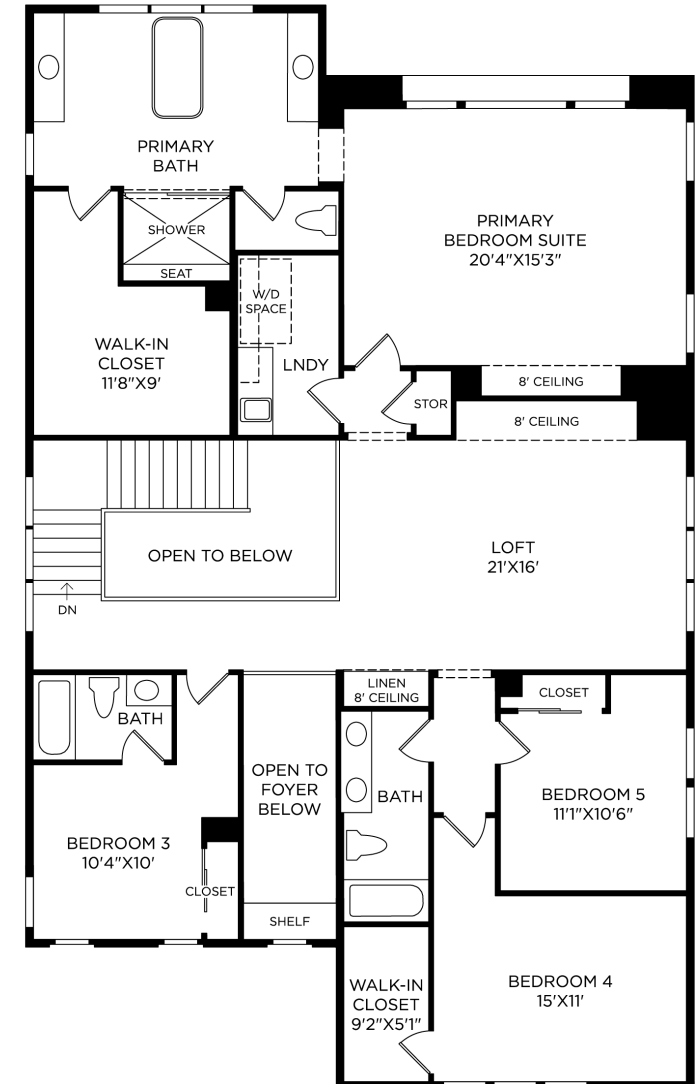 PRIMARY
BATH
SHOWER
SEAT
PRIMARY
BEDROOM SUITE
20'4"X15'3"
W/D
SPACE
WALK-IN
CLOSET
11'8"X9'
LNDY
STOR
8' CEILING
8' CEILING
OPEN TO BELOW
LOFT
21'X16'
DN
BATH
LINEN
8' CEILING
CLOSET
OPEN TO
FOYER
BELOW
BATH
BEDROOM 5
11'1"X10'6"
BEDROOM 3
10'4"X10'
CLOSET
SHELF
WALK-IN
CLOSET
9'2"X5'1"
BEDROOM 4
15'X11'